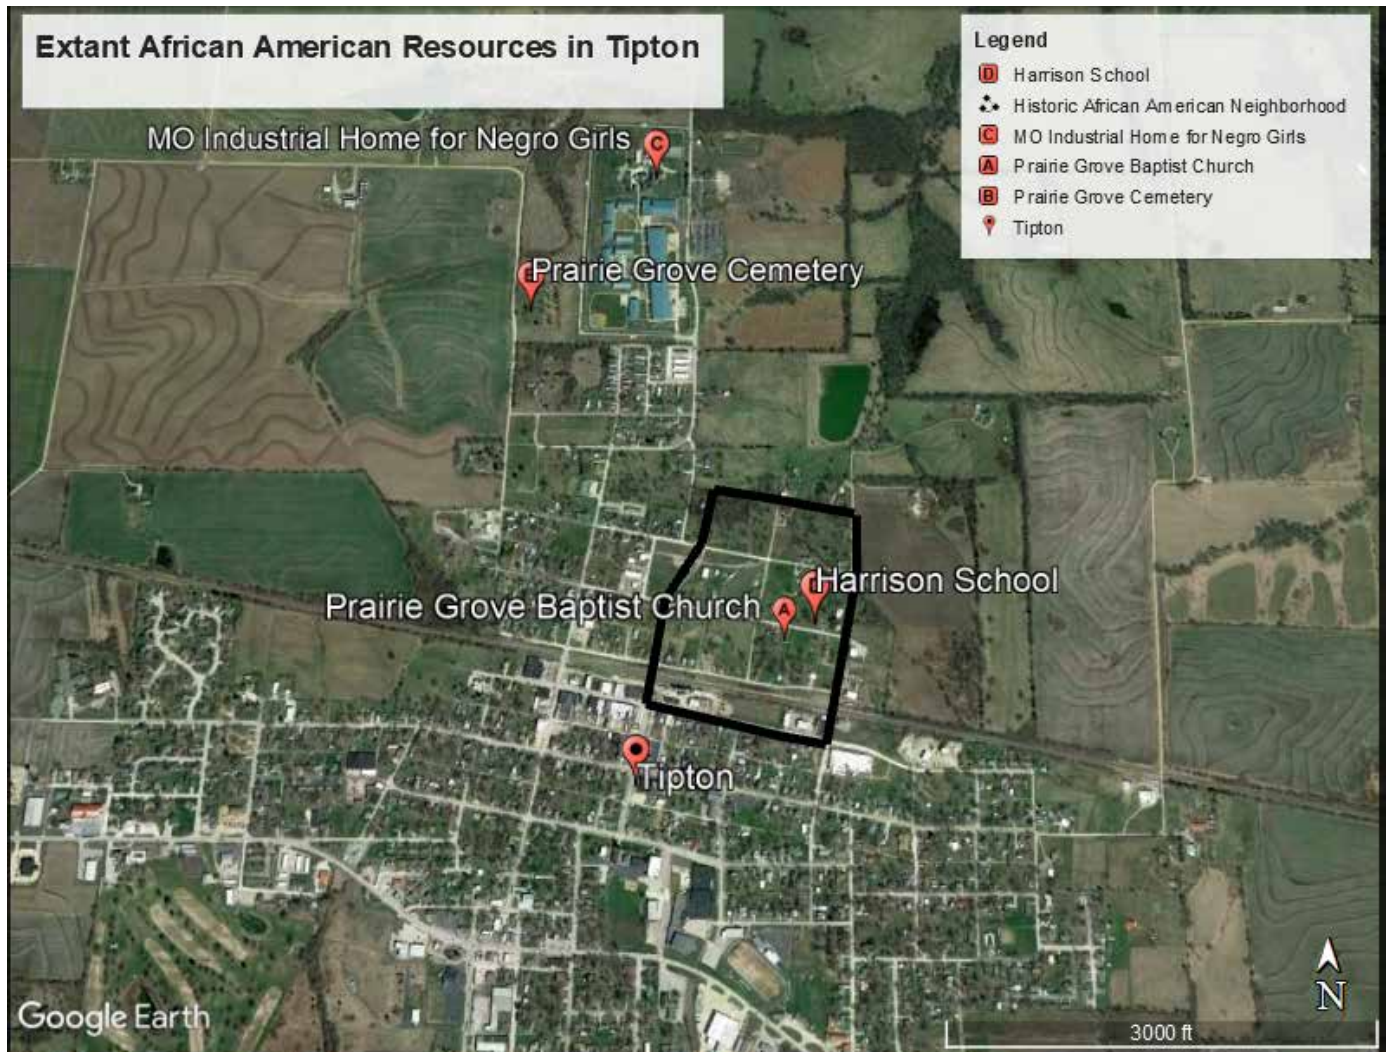 Extant African American Resources in Tipton
Legend
D Harrison School
Historic African American Neighborhood
C MO Industrial Home for Negro Girls
A Prairie Grove Baptist Church
B Prairie Grove Cemetery
Tipton
MO Industrial Home for Negro Girls
C
Prairie Grove Cemetery
Harrison School
Prairie Grove Baptist Church
A
Tipton
N
Google Earth
3000 ft